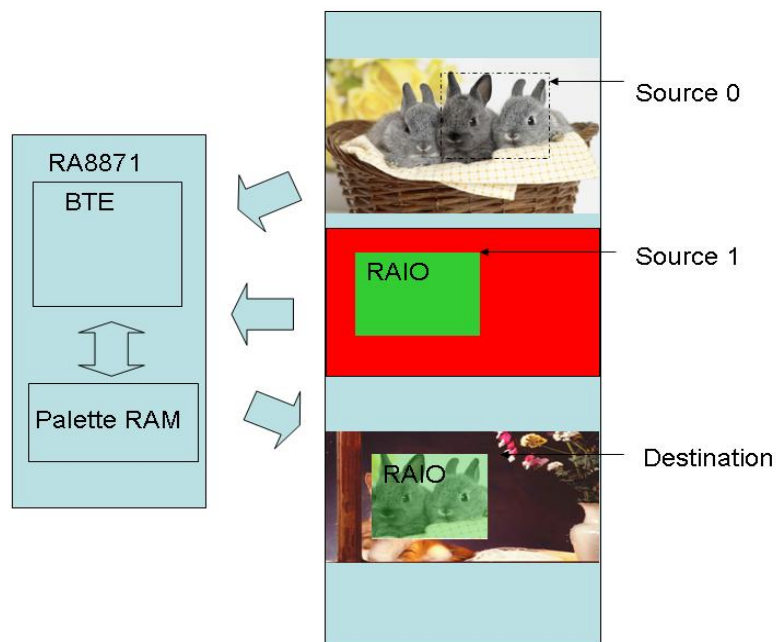 Source 0
RA8871
BTE
Source 1
RAIO
Palette RAM
RAIO
Destination